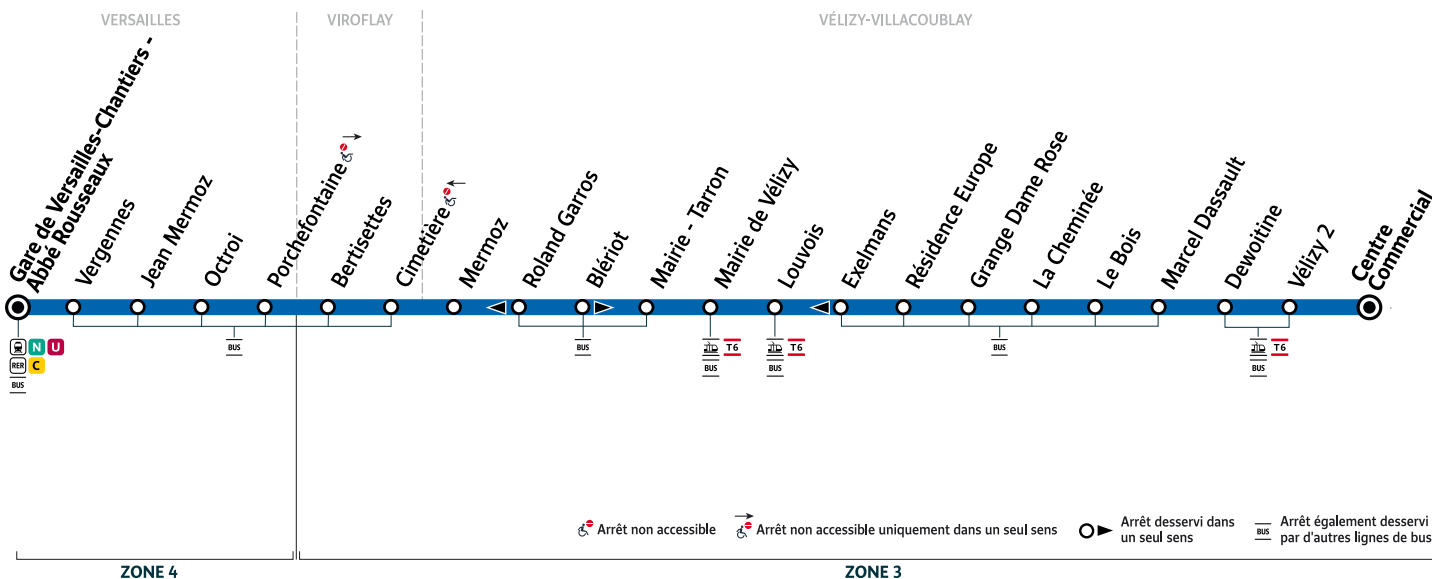 VERSAILLES
VIROFLAY
VÉLIZY-VILLACOUBLAY
Gare de Versailles-Chantiers -
Abbé Rousseaux
Vergennes
Jean Mermoz
Octroi
Porchefontaine
Bertisettes
Cimetière
Mermoz
Roland Garros
Blériot
Mairie - Tarron
Mairie de Vélizy
Louvois
Exelmans
Résidence Europe
Grange Dame Rose
La Cheminée
Le Bois
Marcel Dassault
Dewoitine
Vélizy 2
Centre
Commercial
N U
RER C
BUS
BUS
BUS
T6
BUS
T6
BUS
BUS
T6
BUS
Arrêt non accessible
Arrêt non accessible uniquement dans un seul sens
Arrêt desservi dans
un seul sens
BUS
Arrêt également desservi
par d'autres lignes de bus
ZONE 4
ZONE 3